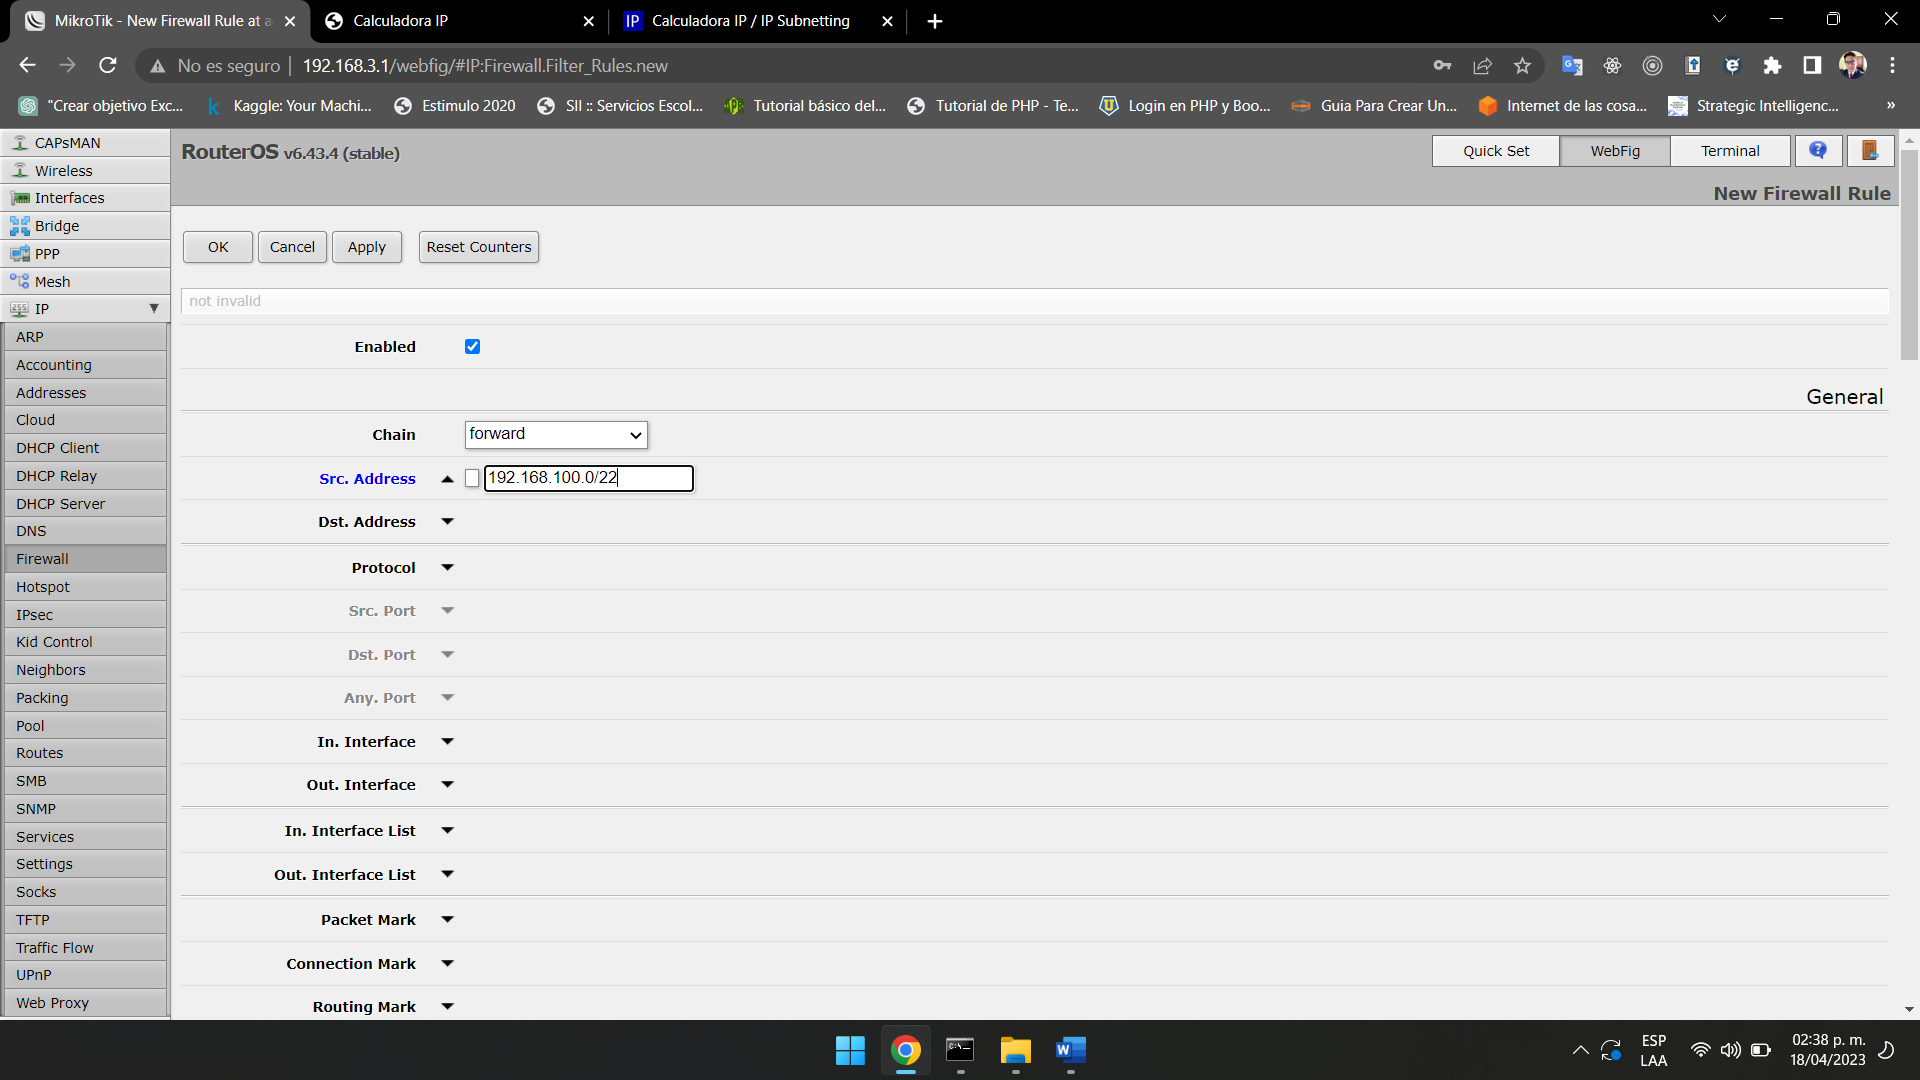 MikroTik - New Firewall Rule at a
Calculadora IP
IP Calculadora IP / IP Subnetting
No es seguro 192.168.3.1/webfig/#IP:Firewall.Filter_Rules.new
"Crear objetivo Exc...
Kaggle: Your Machi...
Estimulo 2020
SII :: Servicios Escol...
Tutorial básico del...
Tutorial de PHP - Te...
Login en PHP y Boo...
Guia Para Crear Un...
Internet de las cosa...
Strategic Intelligenc...
»
CAPsMAN
Wireless
Interfaces
Bridge
PPP
Mesh
IP
ARP
Accounting
Addresses
Cloud
DHCP Client
DHCP Relay
DHCP Server
DNS
Firewall
Hotspot
IPsec
Kid Control
Neighbors
Packing
Pool
Routes
SMB
SNMP
Services
Settings
Socks
TFTP
Traffic Flow
UPnP
Web Proxy
RouterOS v6.43.4 (stable)
Quick Set
WebFig
Terminal
New Firewall Rule
OK
Cancel
Apply
Reset Counters
not invalid
Enabled
General
Chain forward
Src. Address 192.168.100.0/22
Dst. Address
Protocol
Src. Port
Dst. Port
Any. Port
In. Interface
Out. Interface
In. Interface List
Out. Interface List
Packet Mark
Connection Mark
Routing Mark
ESP
LAA
02:38 p. m.
18/04/2023